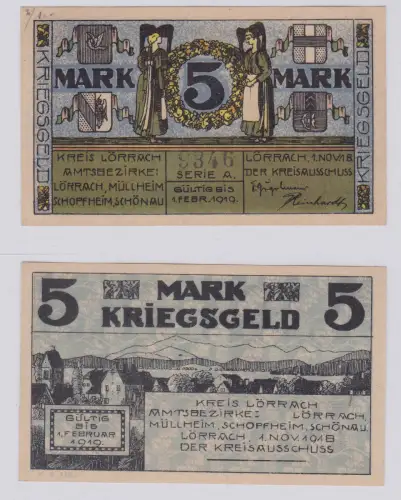 MARK 5 MARK
KRIEGSGELD
KRIEGSGELD
KREIS LÖRRACH
AMTSBEZIRKE:
LÖRRACH, MÜLLHEIM
SCHOPFHEIM, SCHÖNAU
9346
SERIE A.
GÜLTIG BIS
1. FEBR. 1919.
LÖRRACH, 1. NOV. 18.
DER KREISAUSSCHUSS
5 MARK 5
KRIEGSGELD
GÜLTIG
BIS
1. FEBRUAR
1919.
KREIS LÖRRACH
AMTSBEZIRKE: LÖRRACH,
MÜLLHEIM, SCHOPFHEIM, SCHÖNAU.
LÖRRACH, 1. NOV 1918
DER KREISAUSSCHUSS